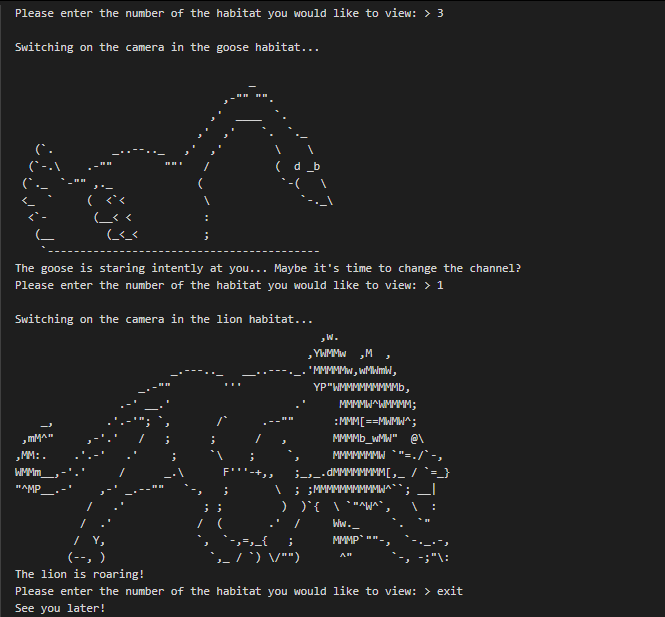 Please enter the number of the habitat you would like to view: > 3
Switching on the camera in the goose habitat...
The goose is staring intently at you... Maybe it's time to change the channel?
Please enter the number of the habitat you would like to view: > 1
Switching on the camera in the lion habitat...
The lion is roaring!
Please enter the number of the habitat you would like to view: > exit
See you later!